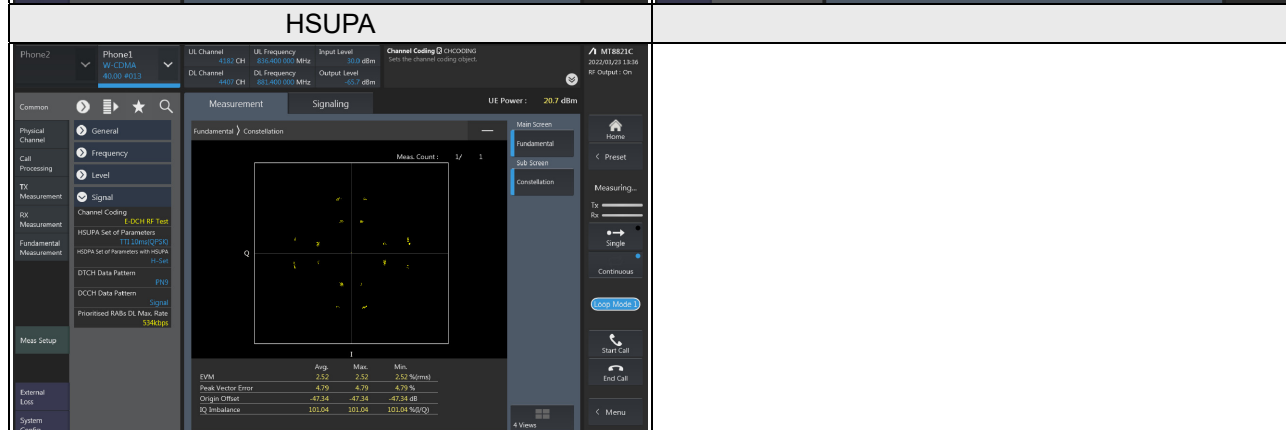 HSUPA
Phone2
Phone1
W-CDMA
40.00 #013
UL Channel UL Frequency Input Level
4182 CH 836.400 000 MHz 30.0 dBm
DL Channel DL Frequency Output Level
4407 CH 881.400 000 MHz -65.7 dBm
Channel Coding CHCODING
Sets the channel coding object.
MT8821C
2022/03/23 13:36
RF Output : On
Common
Measurement Signaling
UE Power : 20.7 dBm
Physical
Channel
Call
Processing
TX
Measurement
RX
Measurement
Fundamental
Measurement
Meas Setup
External
Loss
System
Config
General
Frequency
Level
Signal
Channel Coding
E-DCH RF Test
HSUPA Set of Parameters
TTI 10ms(QPSK)
HSDPA Set of Parameters with HSUPA
H-Set
DTCH Data Pattern
PN9
DCCH Data Pattern
Signal
Prioritised RABs DL Max. Rate
534kbps
Fundamental Constellation
Meas. Count : 1/ 1
Q
I
Avg. Max. Min.
EVM 2.52 2.52 2.52 %(rms)
Peak Vector Error 4.79 4.79 4.79 %
Origin Offset -47.34 -47.34 -47.34 dB
IQ Imbalance 101.04 101.04 101.04 %(I/Q)
Main Screen
Fundamental
Sub Screen
Constellation
4 Views
Home
Preset
Measuring...
Tx
Rx
Single
Continuous
Loop Mode 1
Start Call
End Call
Menu